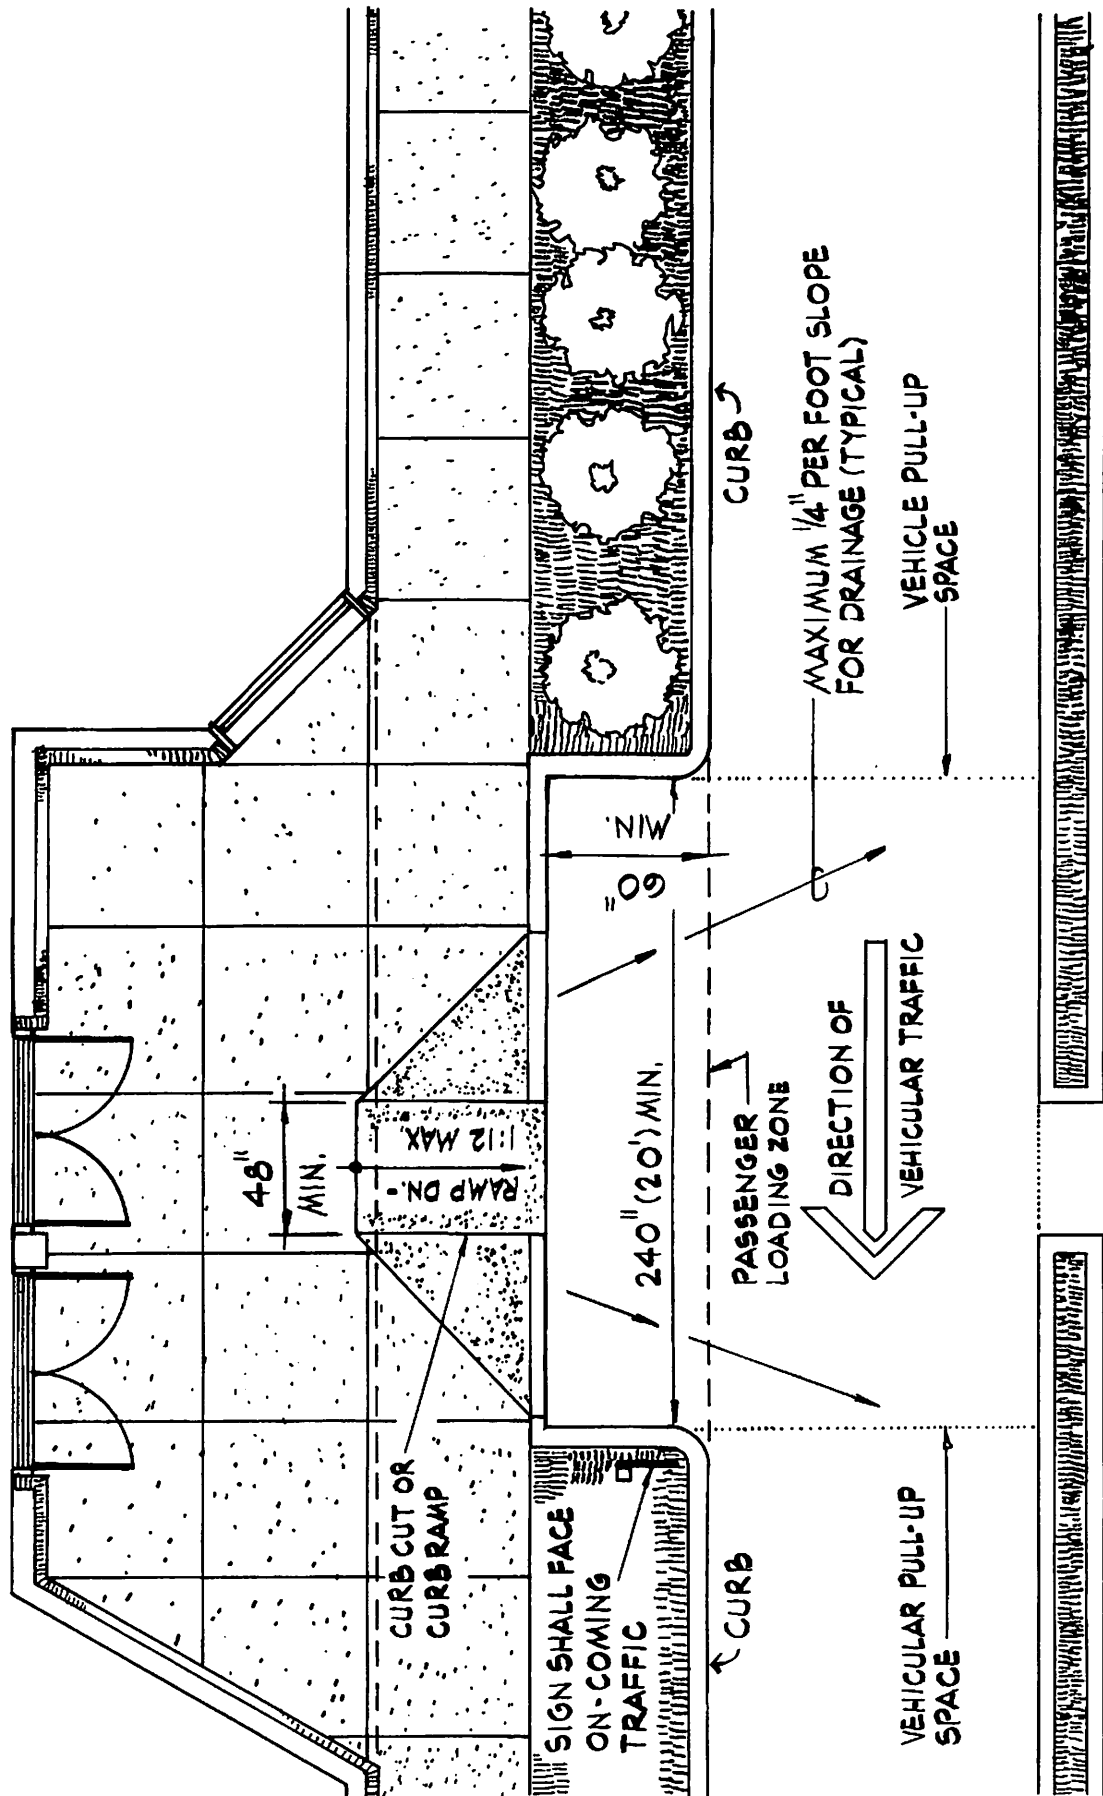 48"
MIN.
RAMP DN.-
1:12 MAX.
CURB CUT OR
CURB RAMP
SIGN SHALL FACE
ON-COMING
TRAFFIC
60"
MIN.
240" (20') MIN.
PASSENGER
LOADING ZONE
CURB
CURB
MAXIMUM 1/4" PER FOOT SLOPE
FOR DRAINAGE (TYPICAL)
DIRECTION OF
VEHICULAR TRAFFIC
VEHICULAR PULL-UP
SPACE
VEHICLE PULL-UP
SPACE